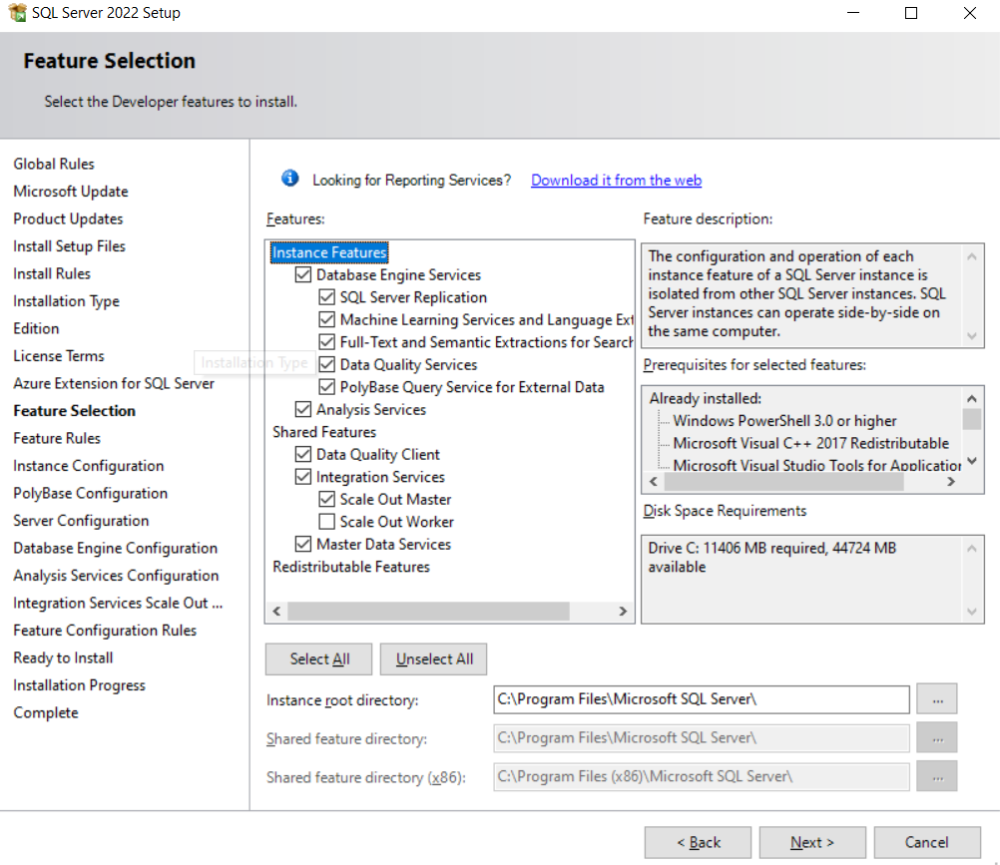 SQL Server 2022 Setup
Feature Selection
Select the Developer features to install.
Global Rules
Microsoft Update
Product Updates
Install Setup Files
Install Rules
Installation Type
Edition
License Terms
Azure Extension for SQL Server
Feature Selection
Feature Rules
Instance Configuration
PolyBase Configuration
Server Configuration
Database Engine Configuration
Analysis Services Configuration
Integration Services Scale Out ...
Feature Configuration Rules
Ready to Install
Installation Progress
Complete
Installation Type
Looking for Reporting Services? Download it from the web
Features:
Instance Features
Database Engine Services
SQL Server Replication
Machine Learning Services and Language Ext
Full-Text and Semantic Extractions for Search
Data Quality Services
PolyBase Query Service for External Data
Analysis Services
Shared Features
Data Quality Client
Integration Services
Scale Out Master
Scale Out Worker
Master Data Services
Redistributable Features
Feature description:
The configuration and operation of each
instance feature of a SQL Server instance is
isolated from other SQL Server instances. SQL
Server instances can operate side-by-side on
the same computer.
Prerequisites for selected features:
Already installed:
Windows PowerShell 3.0 or higher
Microsoft Visual C++ 2017 Redistributable
Microsoft Visual Studio Tools for Application
Disk Space Requirements
Drive C: 11406 MB required, 44724 MB
available
Select All
Unselect All
Instance root directory:
C:\Program Files\Microsoft SQL Server\
...
Shared feature directory:
C:\Program Files\Microsoft SQL Server\
...
Shared feature directory (x86):
C:\Program Files (x86)\Microsoft SQL Server\
...
< Back
Next >
Cancel